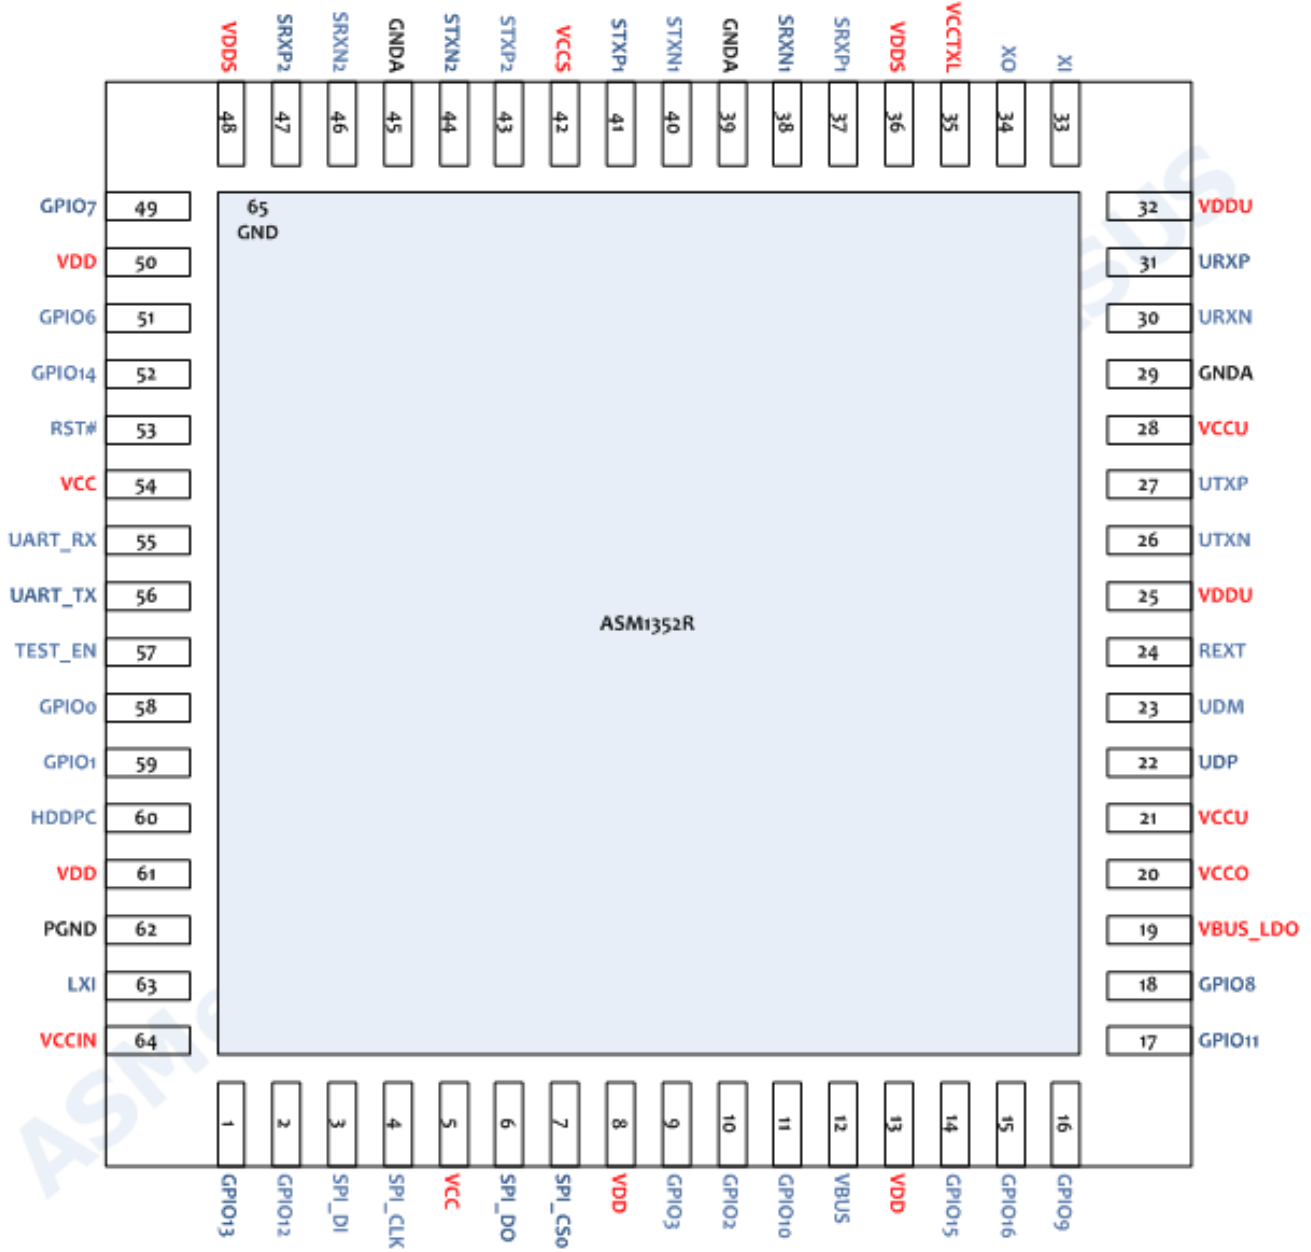 VDDS
SRXP2
SRXN2
GNDA
STXN2
STXP2
VCCS
STXP1
STXN1
GNDA
SRXN1
SRXP1
VDDS
VCCTXL
XO
XI
48
47
46
45
44
43
42
41
40
39
38
37
36
35
34
33
GPIO7 49
VDD 50
GPIO6 51
GPIO14 52
RST# 53
VCC 54
UART_RX 55
UART_TX 56
TEST_EN 57
GPIO0 58
GPIO1 59
HDDPC 60
VDD 61
PGND 62
LXI 63
VCCIN 64
65
GND
ASM1352R
32 VDDU
31 URXP
30 URXN
29 GNDA
28 VCCU
27 UTXP
26 UTXN
25 VDDU
24 REXT
23 UDM
22 UDP
21 VCCU
20 VCCO
19 VBUS_LDO
18 GPIO8
17 GPIO11
1
2
3
4
5
6
7
8
9
10
11
12
13
14
15
16
GPIO13
GPIO12
SPI_DI
SPI_CLK
VCC
SPI_DO
SPI_CS0
VDD
GPIO3
GPIO2
GPIO10
VBUS
VDD
GPIO15
GPIO16
GPIO9